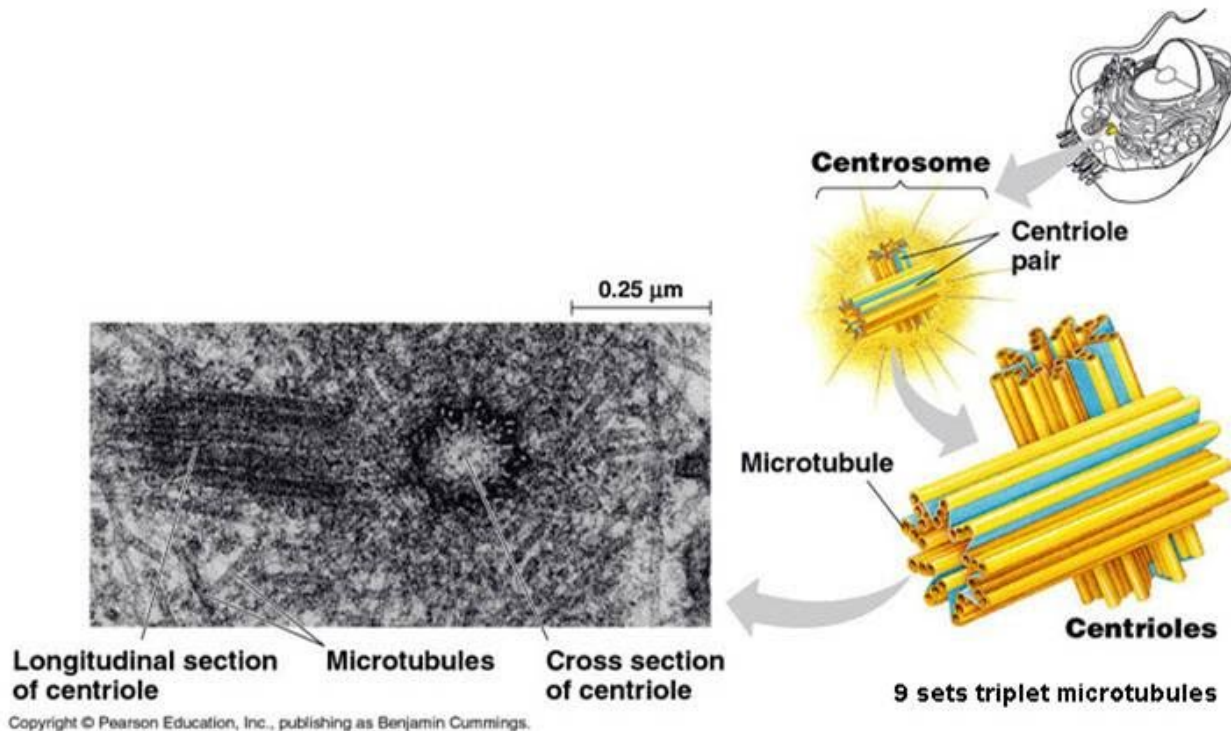 Centrosome
Centriole
pair
0.25 μm
Microtubule
Centrioles
Longitudinal section
of centriole
Microtubules
Cross section
of centriole
9 sets triplet microtubules
Copyright © Pearson Education, Inc., publishing as Benjamin Cummings.